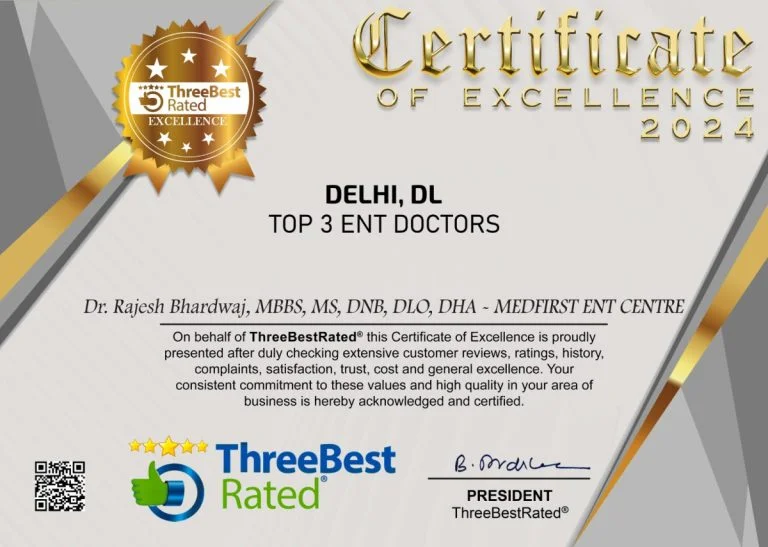 Certificate
OF EXCELLENCE
2024
ThreeBest
Rated
EXCELLENCE
DELHI, DL
TOP 3 ENT DOCTORS
Dr. Rajesh Bhardwaj, MBBS, MS, DNB, DLO, DHA - MEDFIRST ENT CENTRE
On behalf of ThreeBestRated® this Certificate of Excellence is proudly
presented after duly checking extensive customer reviews, ratings, history,
complaints, satisfaction, trust, cost and general excellence. Your
consistent commitment to these values and high quality in your area of
business is hereby acknowledged and certified.
ThreeBest
Rated®
PRESIDENT
ThreeBestRated®